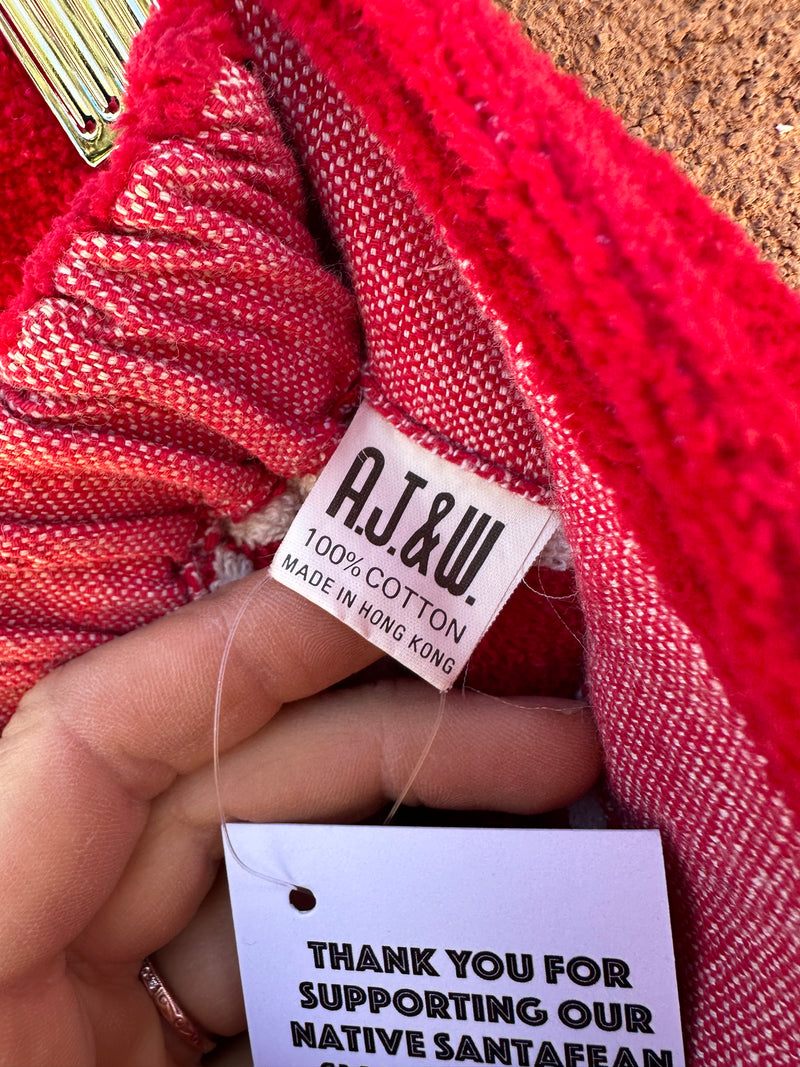 A.J.&W.
100% COTTON
MADE IN HONG KONG
THANK YOU FOR
SUPPORTING OUR
NATIVE SANTAFEAN